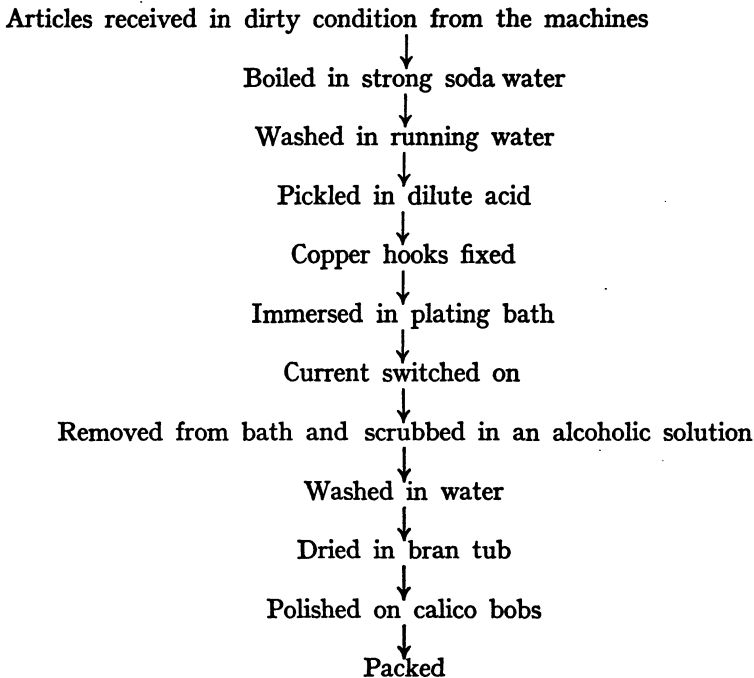 Articles received in dirty condition from the machines
Boiled in strong soda water
Washed in running water
Pickled in dilute acid
Copper hooks fixed
Immersed in plating bath
Current switched on
Removed from bath and scrubbed in an alcoholic solution
Washed in water
Dried in bran tub
Polished on calico bobs
Packed